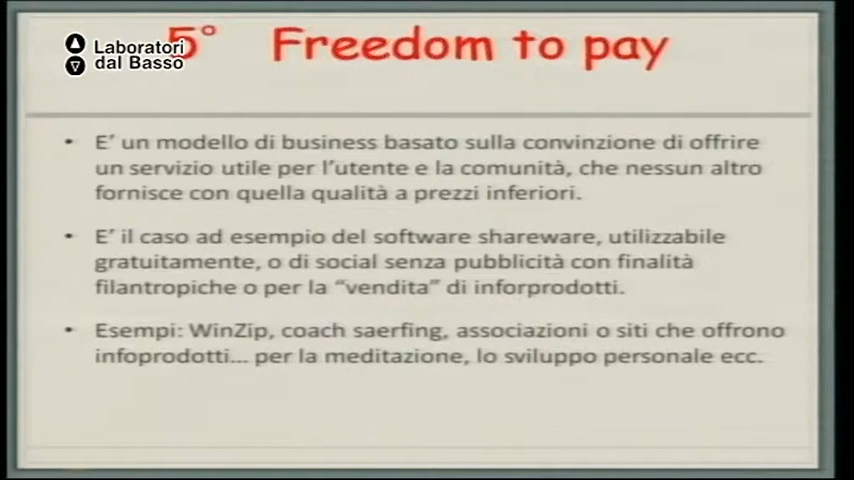 5° Freedom to pay
Laboratori
dal Basso
• E' un modello di business basato sulla convinzione di offrire
un servizio utile per l'utente e la comunità, che nessun altro
fornisce con quella qualità a prezzi inferiori.
• E' il caso ad esempio del software shareware, utilizzabile
gratuitamente, o di social senza pubblicità con finalità
filantropiche o per la “vendita” di inforprodotti.
• Esempi: WinZip, coach saerfing, associazioni o siti che offrono
infoprodotti... per la meditazione, lo sviluppo personale ecc.